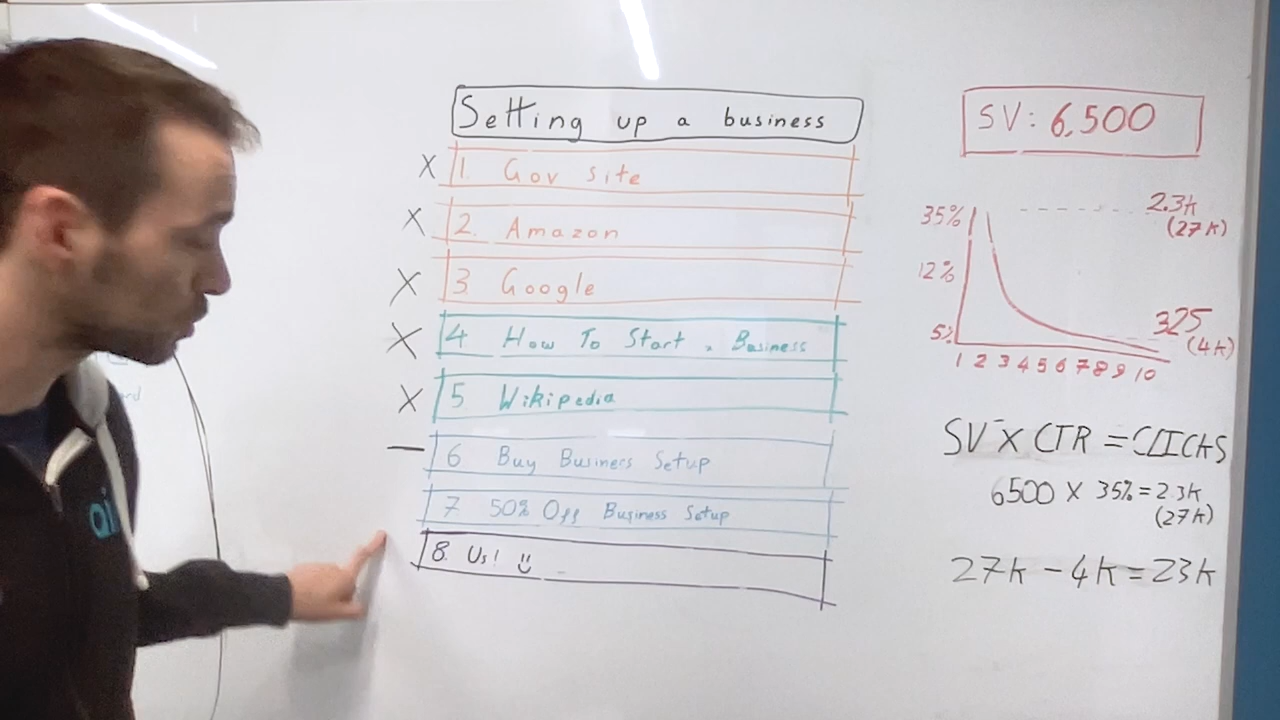 Setting up a business
X 1. Gov site
X 2. Amazon
X 3 Google
X 4 How To Start a Business
X 5 Wikipedia
— 6 Buy Business Setup
7 50% Off Business Setup
8. Us! :)
SV: 6,500
35%
12%
5%
1 2 3 4 5 6 7 8 9 10
2.3k
(27k)
325
(4k)
SV X CTR = CLICKS
6500 X 35% = 2.3k
(27k)
27k - 4k = 23k
ai